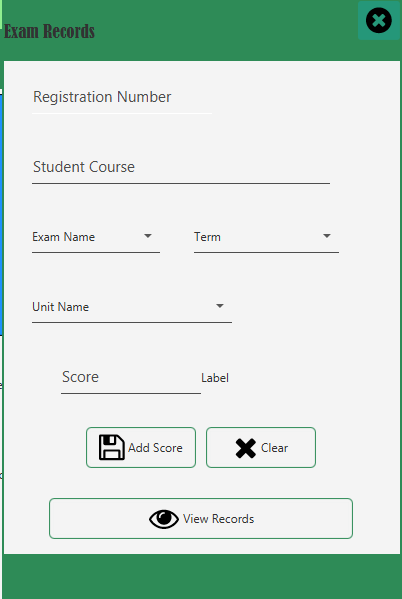 Exam Records
Registration Number
Student Course
Exam Name Term
Unit Name
Score Label
Add Score Clear
View Records